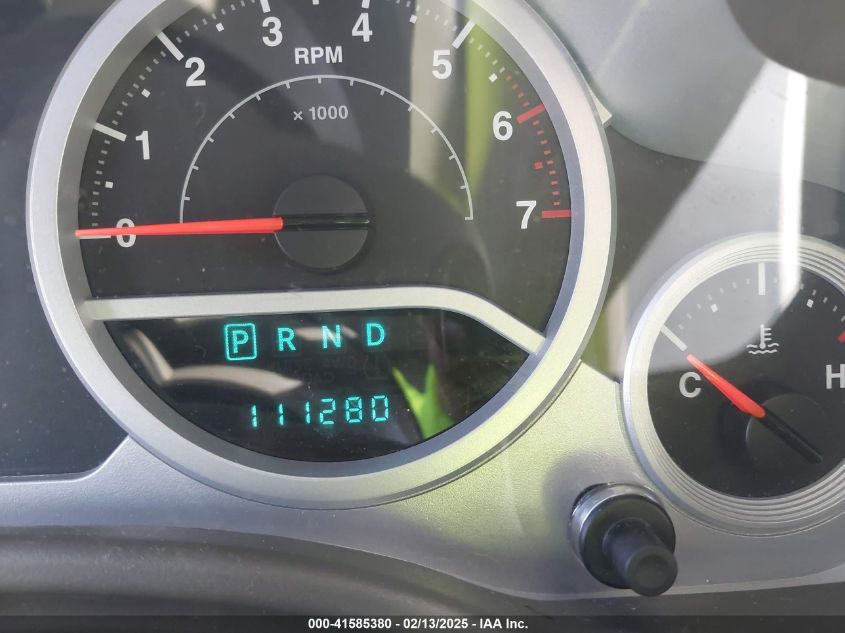 0 1 2 3 4 5 6 7
RPM
x 1000
P R N D
111280
C H
000-41585380 - 02/13/2025 - IAA Inc.